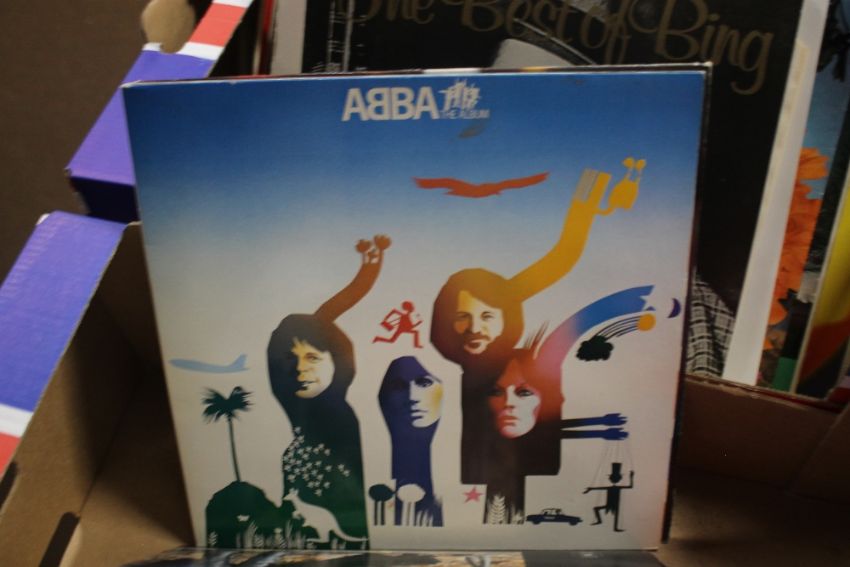 The Best of Bing
ABBA
THE ALBUM